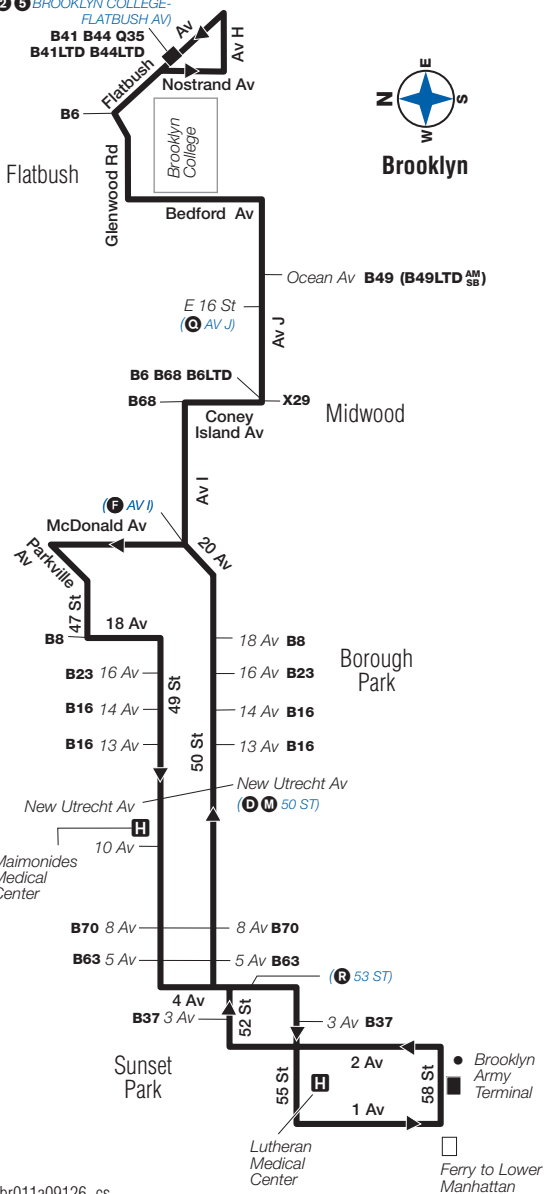 2 5 BROOKLYN COLLEGE-
FLATBUSH AV)
B41 B44 Q35
B41LTD B44LTD
Flatbush Av
Av H
Nostrand Av
B6
Brooklyn
College
Flatbush
Glenwood Rd
Bedford Av
N
E
S
W
Brooklyn
Ocean Av B49 (B49LTD AM SB)
E 16 St
(Q AV J)
Av J
B6 B68 B6LTD
B68
X29
Coney
Island Av
Midwood
Av I
(F AV I)
McDonald Av
20 Av
Parkville
Av
47 St
18 Av
B8
18 Av B8
B23 16 Av
49 St
16 Av B23
Borough
Park
B16 14 Av
14 Av B16
B16 13 Av
50 St
13 Av B16
New Utrecht Av
(D M 50 ST)
New Utrecht Av
H
10 Av
Maimonides
Medical
Center
B70 8 Av
8 Av B70
B63 5 Av
5 Av B63
(R 53 ST)
4 Av
B37 3 Av
52 St
3 Av B37
Sunset
Park
2 Av
55 St
H
58 St
1 Av
Brooklyn
Army
Terminal
Lutheran
Medical
Center
Ferry to Lower
Manhattan
br011a09126 cs